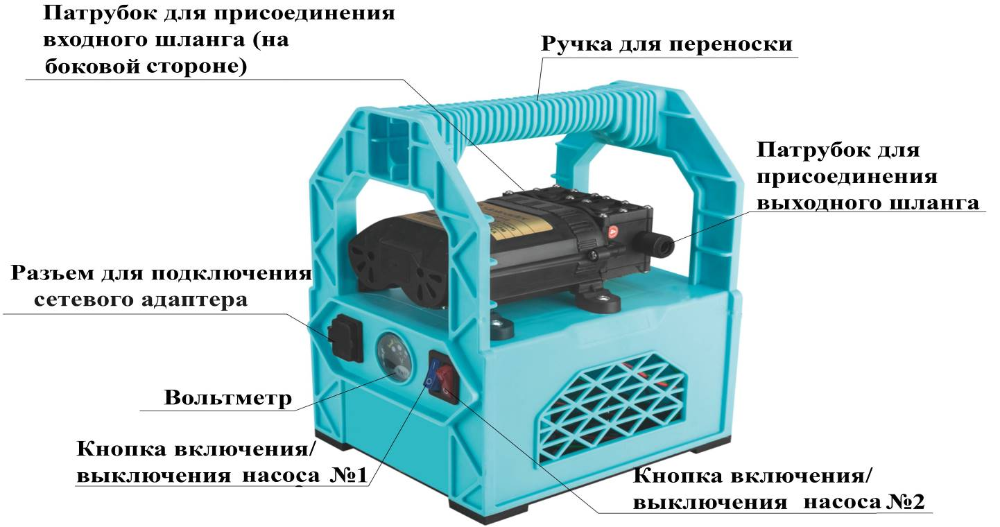 Патрубок для присоединения
входного шланга (на
боковой стороне)
Ручка для переноски
Патрубок для
присоединения
выходного шланга
Разъем для подключения
сетевого адаптера
Вольтметр
Кнопка включения/
выключения насоса №1
Кнопка включения/
выключения насоса №2